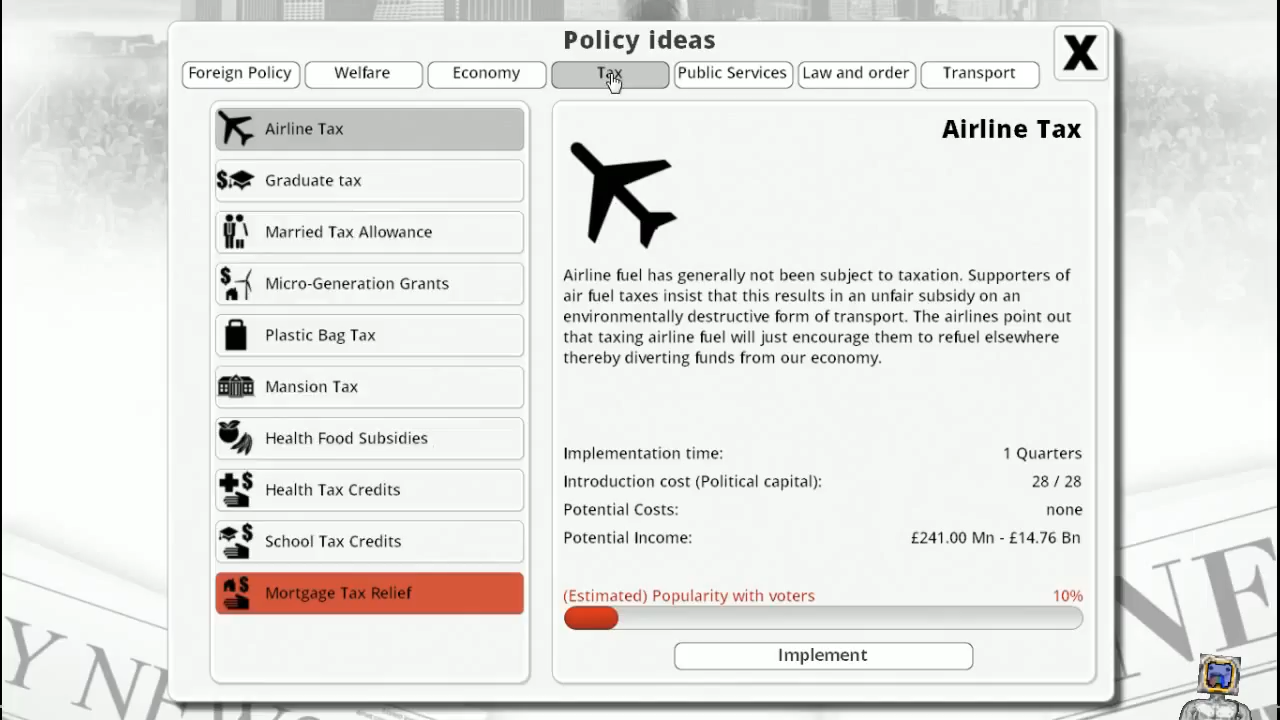 Policy ideas
X
Foreign Policy
Welfare
Economy
Tax
Public Services
Law and order
Transport
Airline Tax
Graduate tax
Married Tax Allowance
Micro-Generation Grants
Plastic Bag Tax
Mansion Tax
Health Food Subsidies
Health Tax Credits
School Tax Credits
Mortgage Tax Relief
Airline Tax
Airline fuel has generally not been subject to taxation. Supporters of
air fuel taxes insist that this results in an unfair subsidy on an
environmentally destructive form of transport. The airlines point out
that taxing airline fuel will just encourage them to refuel elsewhere
thereby diverting funds from our economy.
Implementation time: 1 Quarters
Introduction cost (Political capital): 28 / 28
Potential Costs: none
Potential Income: £241.00 Mn - £14.76 Bn
(Estimated) Popularity with voters 10%
Implement